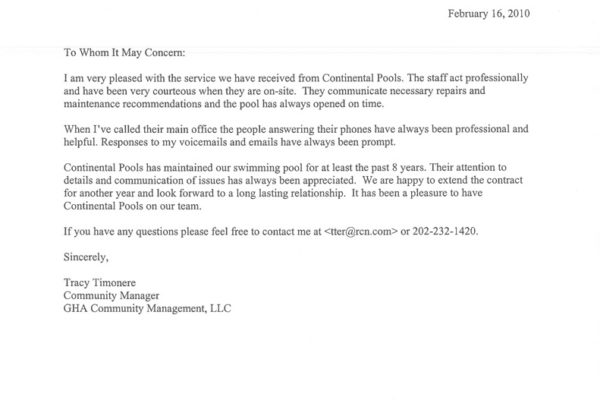 February 16, 2010
To Whom It May Concern:
I am very pleased with the service we have received from Continental Pools. The staff act professionally
and have been very courteous when they are on-site.  They communicate necessary repairs and
maintenance recommendations and the pool has always opened on time.
When I've called their main office the people answering their phones have always been professional and
helpful. Responses to my voicemails and emails have always been prompt.
Continental Pools has maintained our swimming pool for at least the past 8 years. Their attention to
details and communication of issues has always been appreciated.  We are happy to extend the contract
for another year and look forward to a long lasting relationship.  It has been a pleasure to have
Continental Pools on our team.
If you have any questions please feel free to contact me at <tter@rcn.com> or 202-232-1420.
Sincerely,
Tracy Timonere
Community Manager
GHA Community Management, LLC